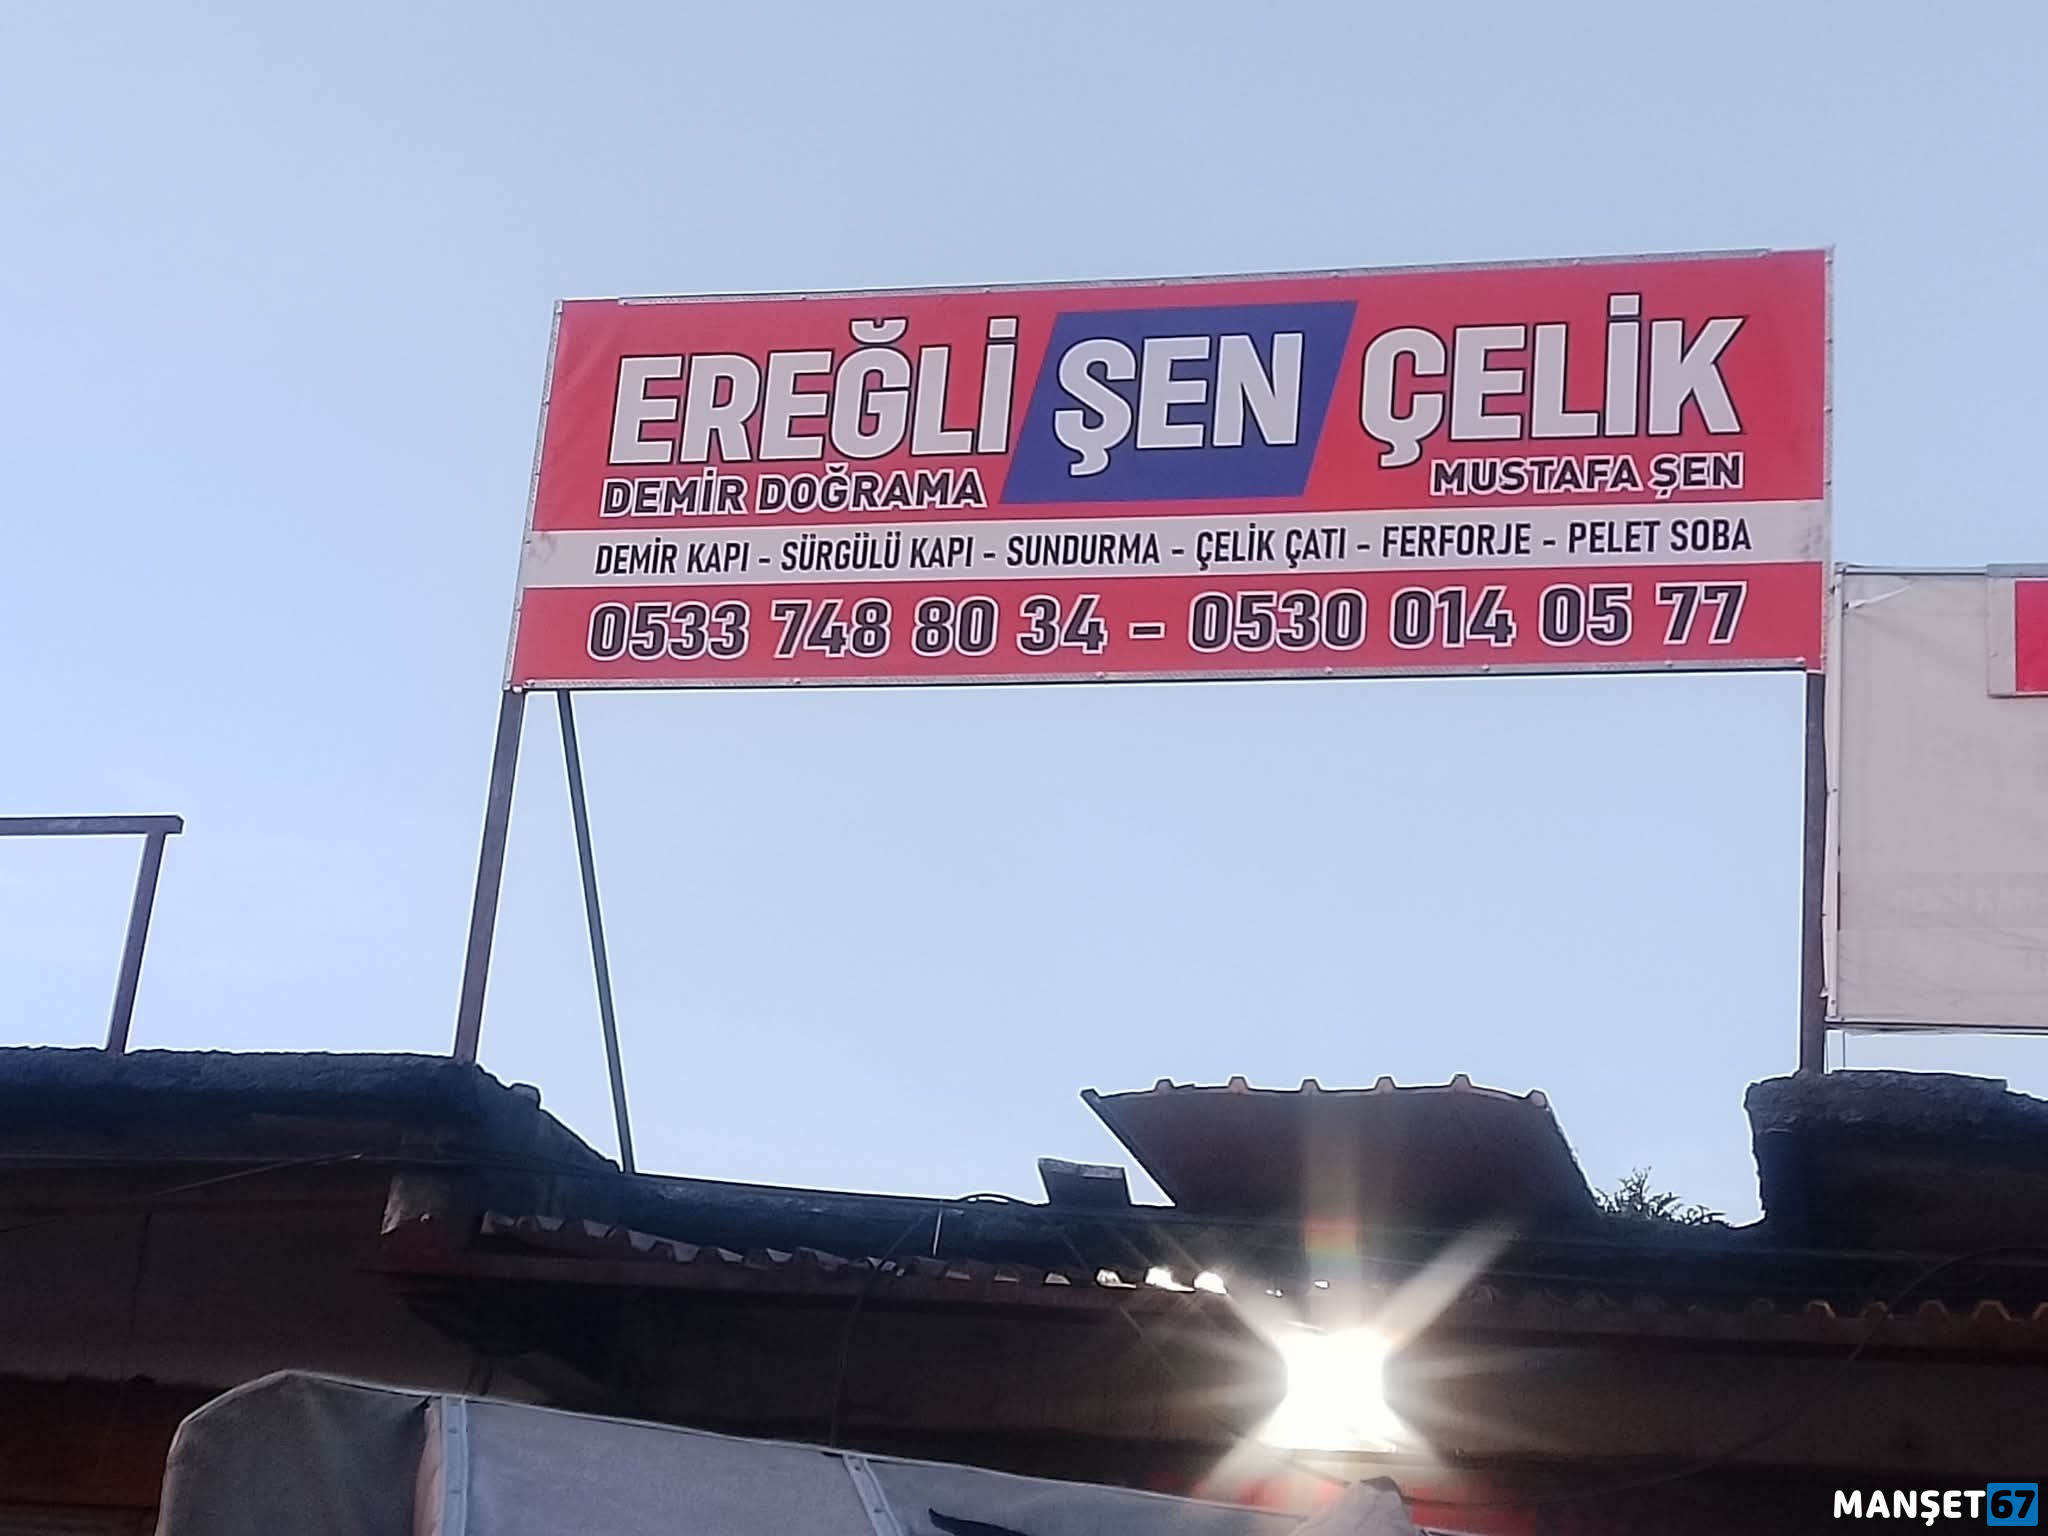 EREĞLİ ŞEN ÇELİK
DEMİR DOĞRAMA
MUSTAFA ŞEN
DEMİR KAPI - SÜRGÜLÜ KAPI - SUNDURMA - ÇELİK ÇATI - FERFORJE - PELET SOBA
0533 748 80 34 - 0530 014 05 77
MANŞET67